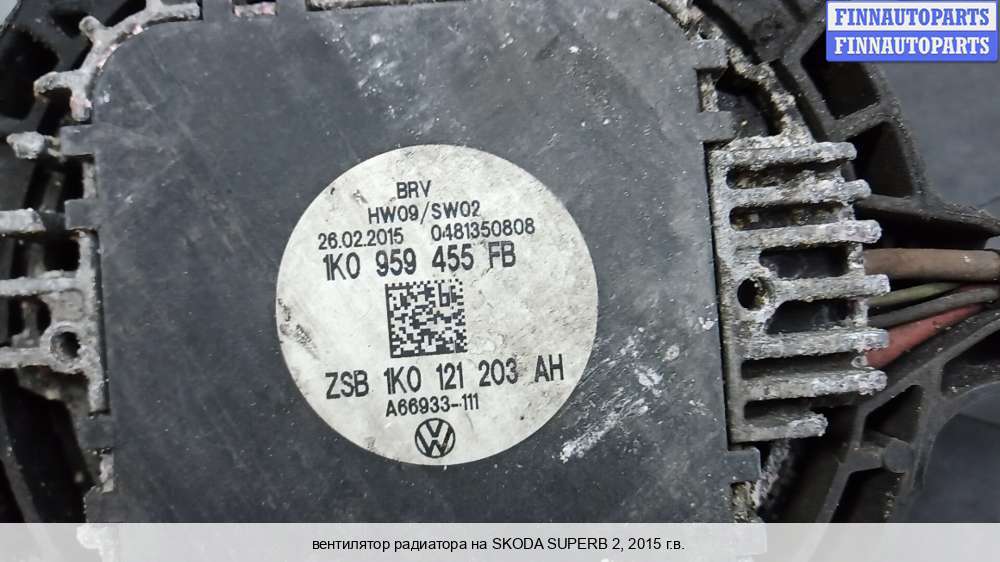 FINNAUTOPARTS
FINNAUTOPARTS
BRV
HW09/SW02
26.02.2015 0481350808
1K0 959 455 FB
ZSB 1K0 121 203 AH
A66933-111
вентилятор радиатора на SKODA SUPERB 2, 2015 г.в.